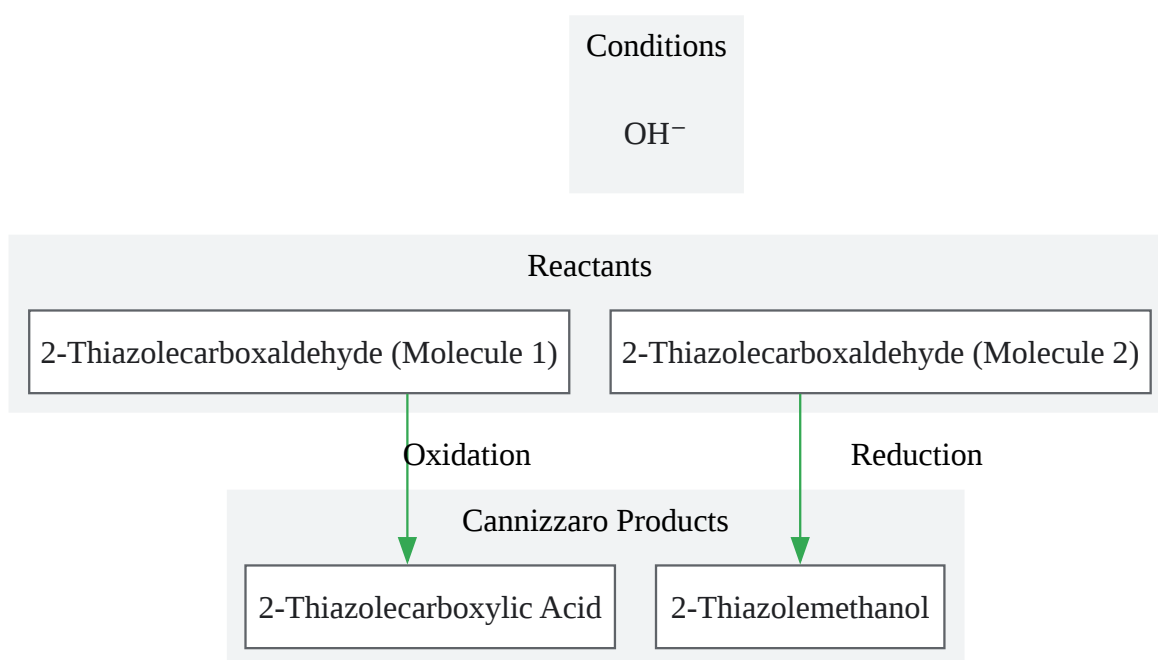 Conditions
OH⁻
Reactants
2-Thiazolecarboxaldehyde (Molecule 1)
2-Thiazolecarboxaldehyde (Molecule 2)
Oxidation
Reduction
Cannizzaro Products
2-Thiazolecarboxylic Acid
2-Thiazolemethanol